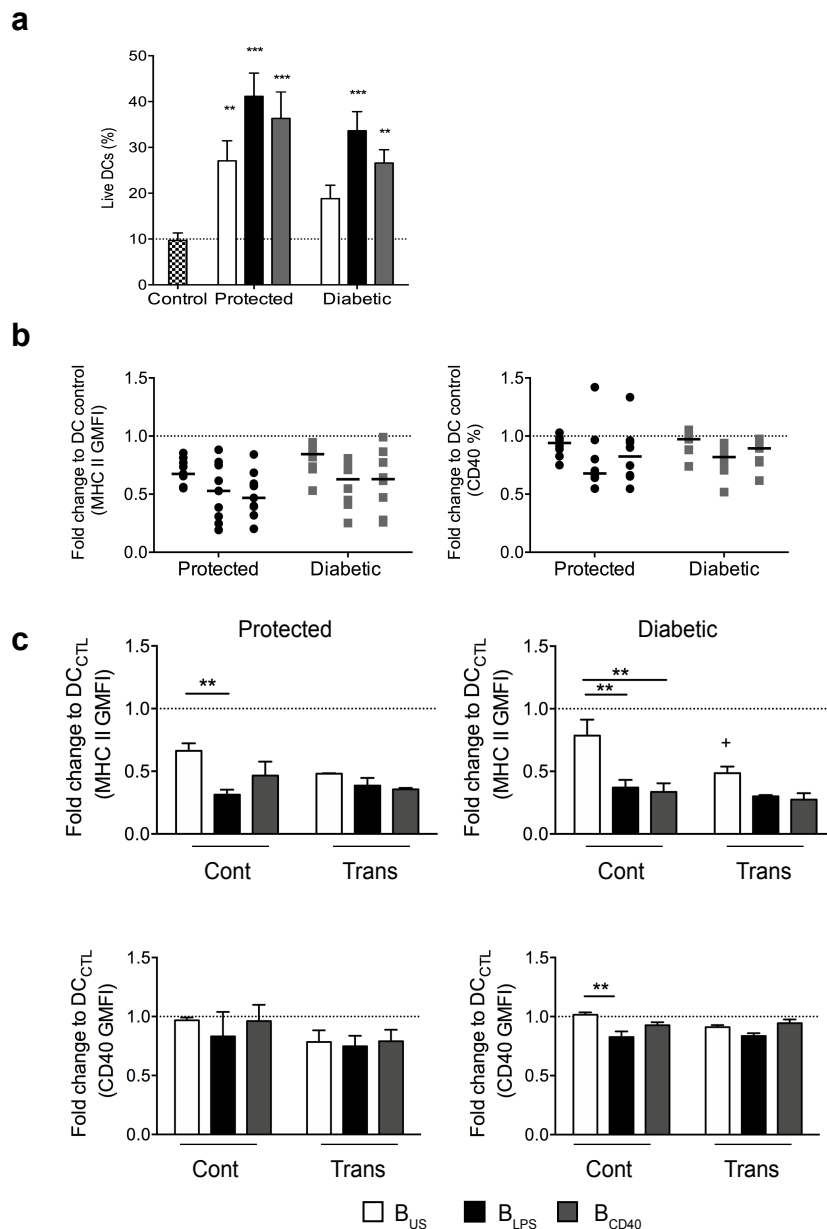 a
50
40
30
20
10
0
Live DCs (%)
**
***
***
***
**
Control
Protected
Diabetic
b
1.5
1.0
0.5
0.0
Fold change to DC control
(MHC II GMFI)
Protected
Diabetic
1.5
1.0
0.5
0.0
Fold change to DC control
(CD40 %)
Protected
Diabetic
c
Protected
1.5
1.0
0.5
0.0
Fold change to DCCTL
(MHC II GMFI)
**
Cont
Trans
Diabetic
1.5
1.0
0.5
0.0
Fold change to DCCTL
(MHC II GMFI)
**
**
+
Cont
Trans
1.5
1.0
0.5
0.0
Fold change to DCCTL
(CD40 GMFI)
Cont
Trans
1.5
1.0
0.5
0.0
Fold change to DCCTL
(CD40 GMFI)
**
Cont
Trans
BUS
BLPS
BCD40